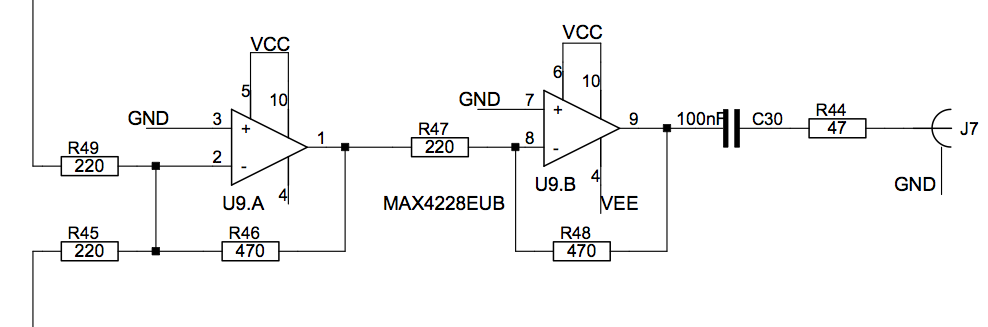 VCC
5
10
GND
3
+
1
2
-
4
U9.A
R49
220
R45
220
R46
470
R47
220
MAX4228EUB
VCC
6
10
GND
7
+
9
8
-
4
U9.B
VEE
R48
470
100nF
C30
R44
47
J7
GND